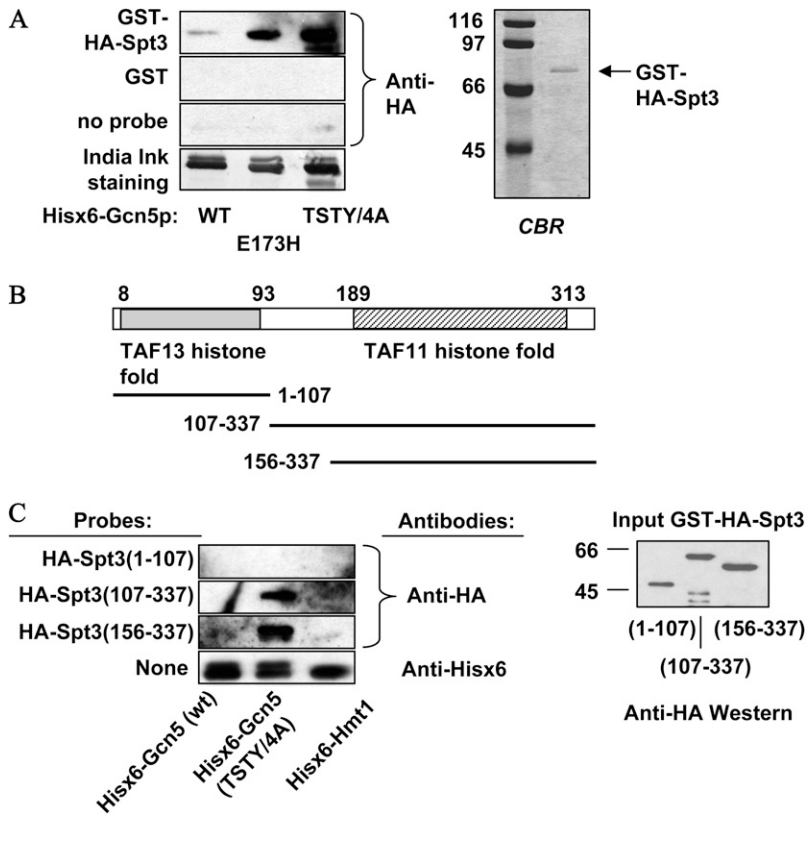 A
GST-
HA-Spt3
GST
no probe
India Ink
staining
Anti-
HA
Hisx6-Gcn5p: WT TSTY/4A
E173H
116
97
66
45
GST-
HA-Spt3
CBR
B
8 93 189 313
TAF13 histone
fold
TAF11 histone fold
1-107
107-337
156-337
C
Probes: Antibodies:
HA-Spt3(1-107)
HA-Spt3(107-337)
HA-Spt3(156-337)
None
Anti-HA
Anti-Hisx6
Hisx6-Gcn5 (wt)
Hisx6-Gcn5
(TSTY/4A)
Hisx6-Hmt1
Input GST-HA-Spt3
66
45
(1-107) (156-337)
(107-337)
Anti-HA Western